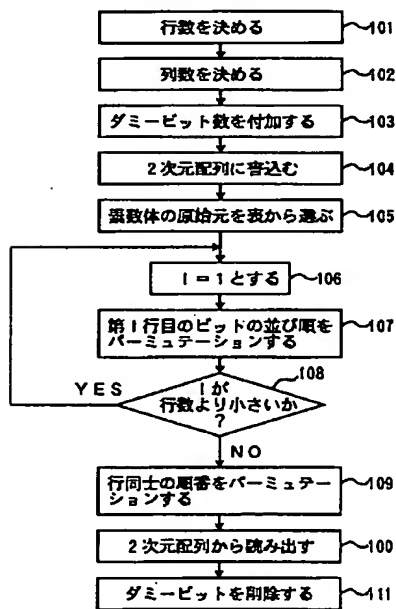 行数を決める
101
列数を決める
102
ダミービット数を付加する
103
2次元配列に書込む
104
素数体の原始元を表から選ぶ
105
I=1とする
106
第I行目のビットの並び順を
パーミュテーションする
107
YES
108
Iが
行数より小さいか
?
NO
行同士の順番をパーミュテー
ションする
109
2次元配列から読み出す
100
ダミービットを削除する
111